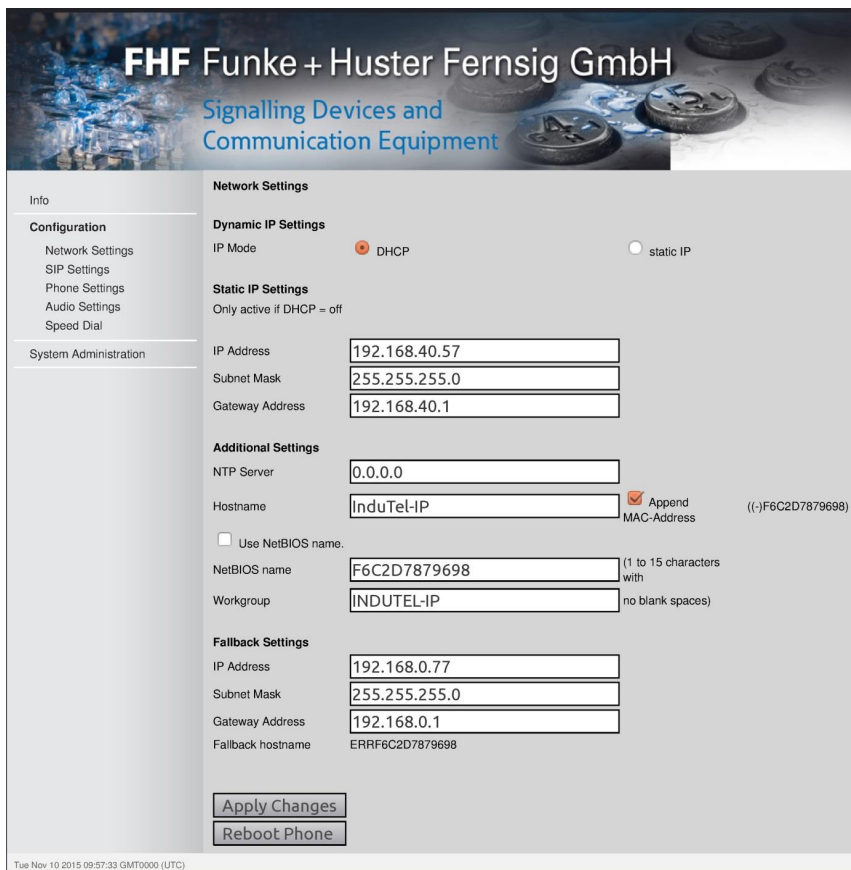 FHF Funke + Huster Fernsig GmbH
Signalling Devices and
Communication Equipment
Info
Configuration
Network Settings
SIP Settings
Phone Settings
Audio Settings
Speed Dial
System Administration
Network Settings
Dynamic IP Settings
IP Mode DHCP static IP
Static IP Settings
Only active if DHCP = off
IP Address 192.168.40.57
Subnet Mask 255.255.255.0
Gateway Address 192.168.40.1
Additional Settings
NTP Server 0.0.0.0
Hostname InduTel-IP Append MAC-Address ((-)F6C2D7879698)
Use NetBIOS name.
NetBIOS name F6C2D7879698 (1 to 15 characters with
Workgroup INDUTEL-IP no blank spaces)
Fallback Settings
IP Address 192.168.0.77
Subnet Mask 255.255.255.0
Gateway Address 192.168.0.1
Fallback hostname ERRF6C2D7879698
Apply Changes
Reboot Phone
Tue Nov 10 2015 09:57:33 GMT0000 (UTC)